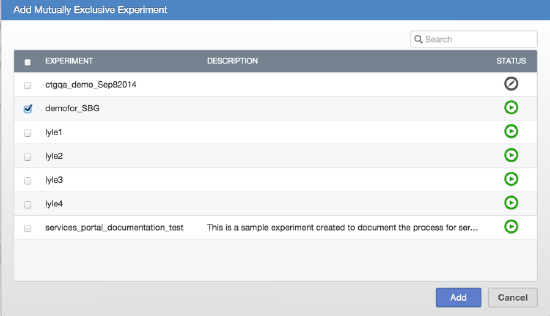 Add Mutually Exclusive Experiment
Search
EXPERIMENT DESCRIPTION STATUS
ctgqa_demo_Sep82014
demofor_SBG
lyle1
lyle2
lyle3
lyle4
services_portal_documentation_test This is a sample experiment created to document the process for ser...
Add Cancel